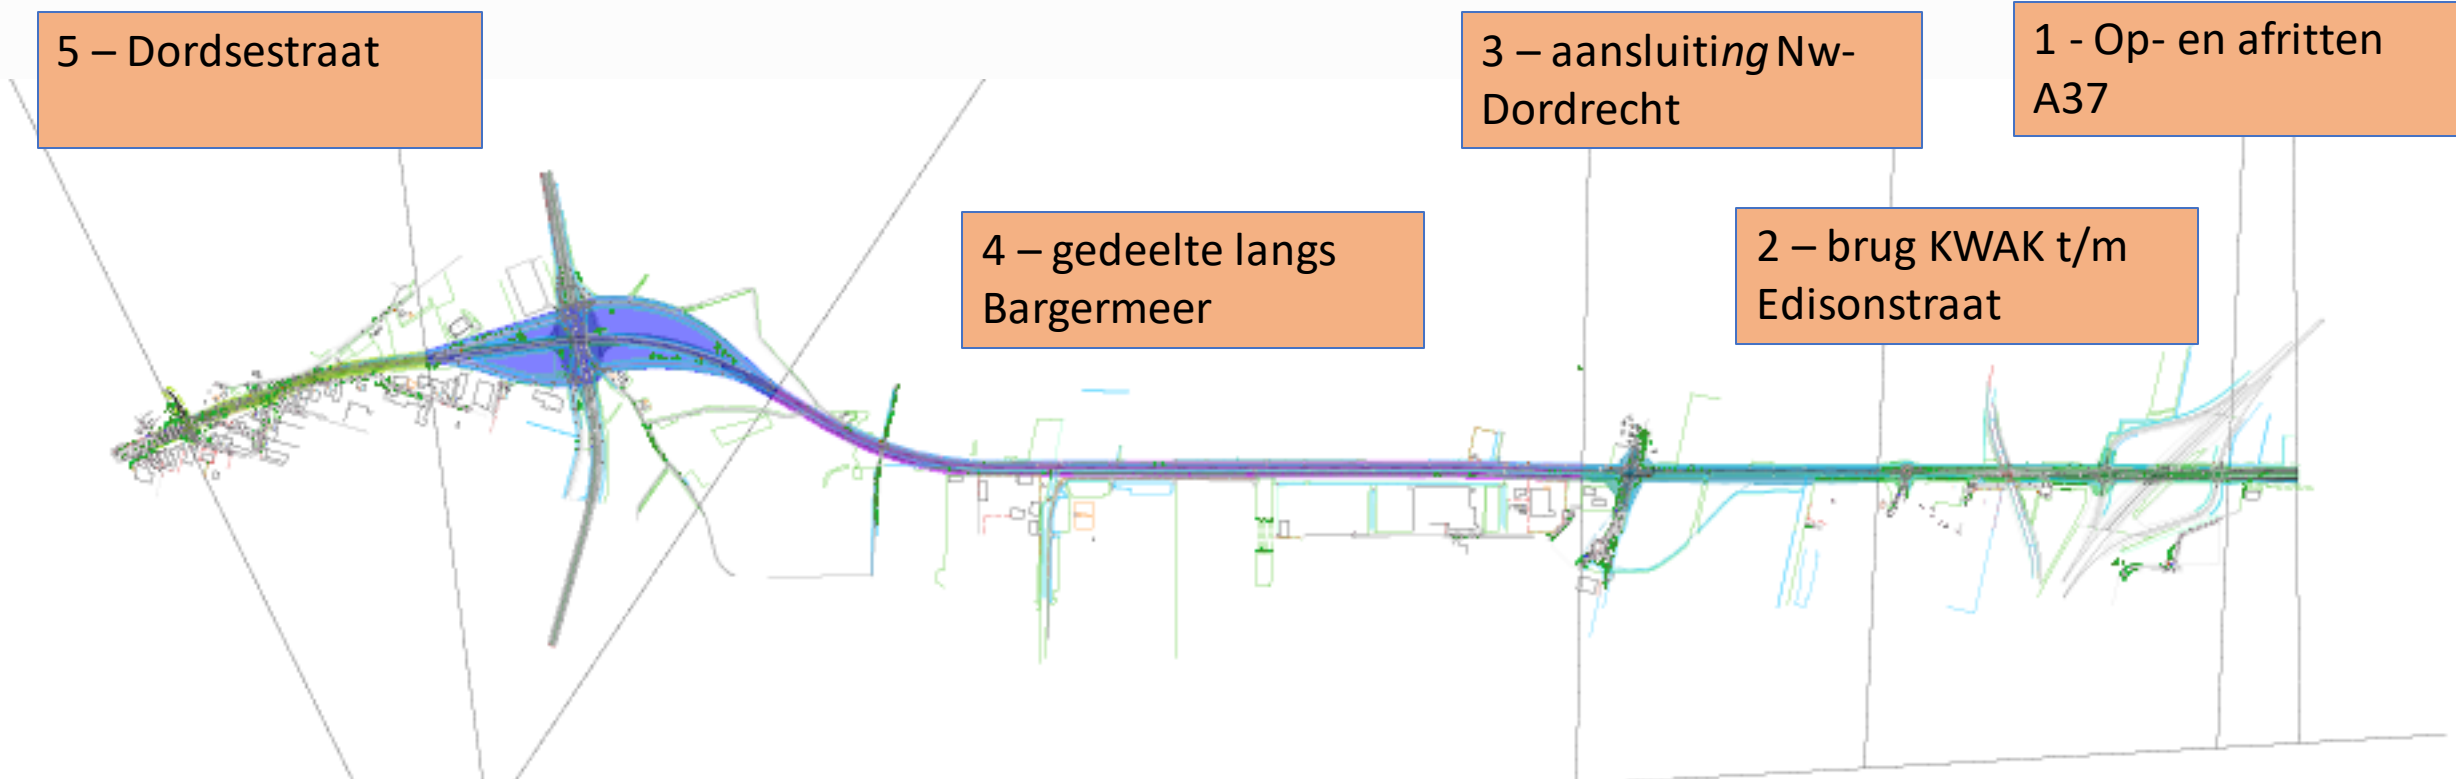 5 – Dordsestraat
3 – aansluiting Nw-
Dordrecht
1 - Op- en afritten
A37
4 – gedeelte langs
Bargermeer
2 – brug KWAK t/m
Edisonstraat